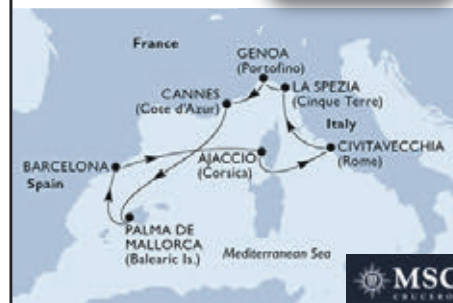 France
GENOA
(Portofino)
CANNES
(Cote d'Azur)
LA SPEZIA
(Cinque Terre)
Italy
BARCELONA
Spain
AJACCIO
(Corsica)
CIVITAVECCHIA
(Rome)
PALMA DE
MALLORCA
(Balearic Is.)
Mediterranean Sea
MSC
CRUCERO